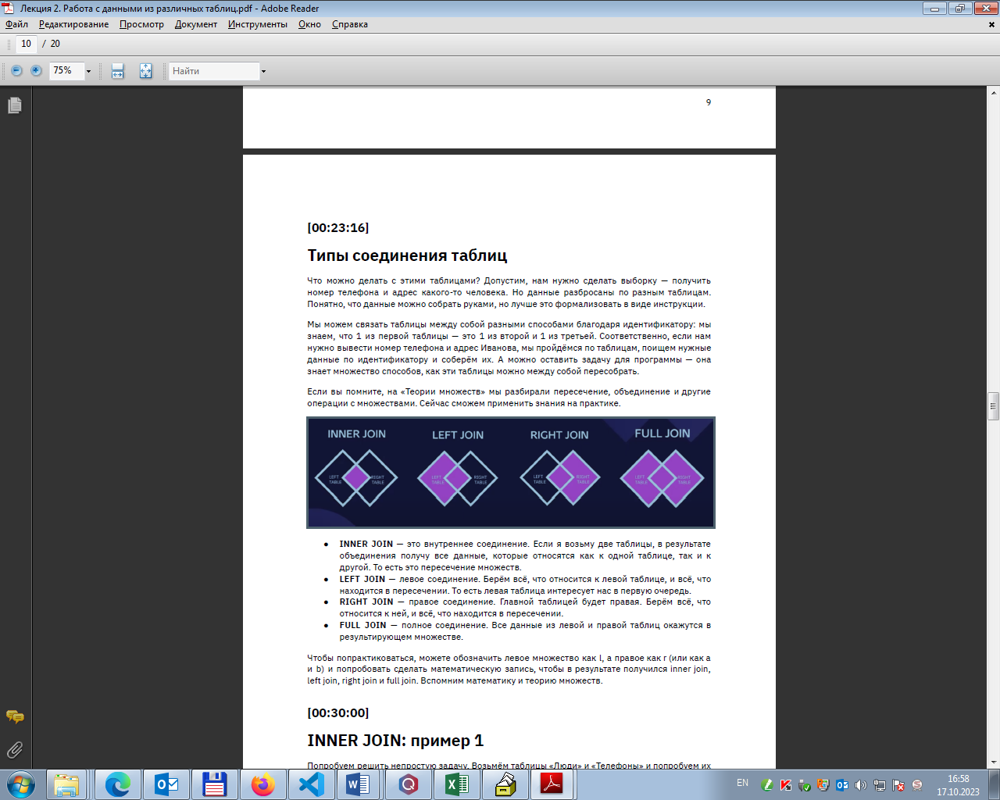 Лекция 2. Работа с данными из различных таблиц.pdf - Adobe Reader
Файл Редактирование Просмотр Документ Инструменты Окно Справка
10 / 20
75% Найти
9
[00:23:16]
Типы соединения таблиц
Что можно делать с этими таблицами? Допустим, нам нужно сделать выборку — получить
номер телефона и адрес какого-то человека. Но данные разбросаны по разным таблицам.
Понятно, что данные можно собрать руками, но лучше это формализовать в виде инструкции.
Мы можем связать таблицы между собой разными способами благодаря идентификатору: мы
знаем, что 1 из первой таблицы — это 1 из второй и 1 из третьей. Соответственно, если нам
нужно вывести номер телефона и адрес Иванова, мы пройдёмся по таблицам, поищем нужные
данные по идентификатору и соберём их. А можно оставить задачу для программы — она
знает множество способов, как эти таблицы можно между собой пересобрать.
Если вы помните, на «Теории множеств» мы разбирали пересечение, объединение и другие
операции с множествами. Сейчас сможем применить знания на практике.
INNER JOIN LEFT JOIN RIGHT JOIN FULL JOIN
LEFT RIGHT LEFT RIGHT LEFT RIGHT LEFT RIGHT
TABLE TABLE TABLE TABLE TABLE TABLE TABLE TABLE
● INNER JOIN — это внутреннее соединение. Если я возьму две таблицы, в результате
объединения получу все данные, которые относятся как к одной таблице, так и к
другой. То есть это пересечение множеств.
● LEFT JOIN — левое соединение. Берём всё, что относится к левой таблице, и всё, что
находится в пересечении. То есть левая таблица интересует нас в первую очередь.
● RIGHT JOIN — правое соединение. Главной таблицей будет правая. Берём всё, что
относится к ней, и всё, что находится в пересечении.
● FULL JOIN — полное соединение. Все данные из левой и правой таблиц окажутся в
результирующем множестве.
Чтобы попрактиковаться, можете обозначить левое множество как l, а правое как r (или как a
и b) и попробовать сделать математическую запись, чтобы в результате получился inner join,
left join, right join и full join. Вспомним математику и теорию множеств.
[00:30:00]
INNER JOIN: пример 1
Попробуем решить непростую задачу. Возьмём таблицы «Люди» и «Телефоны» и попробуем их
EN 16:58
17.10.2023